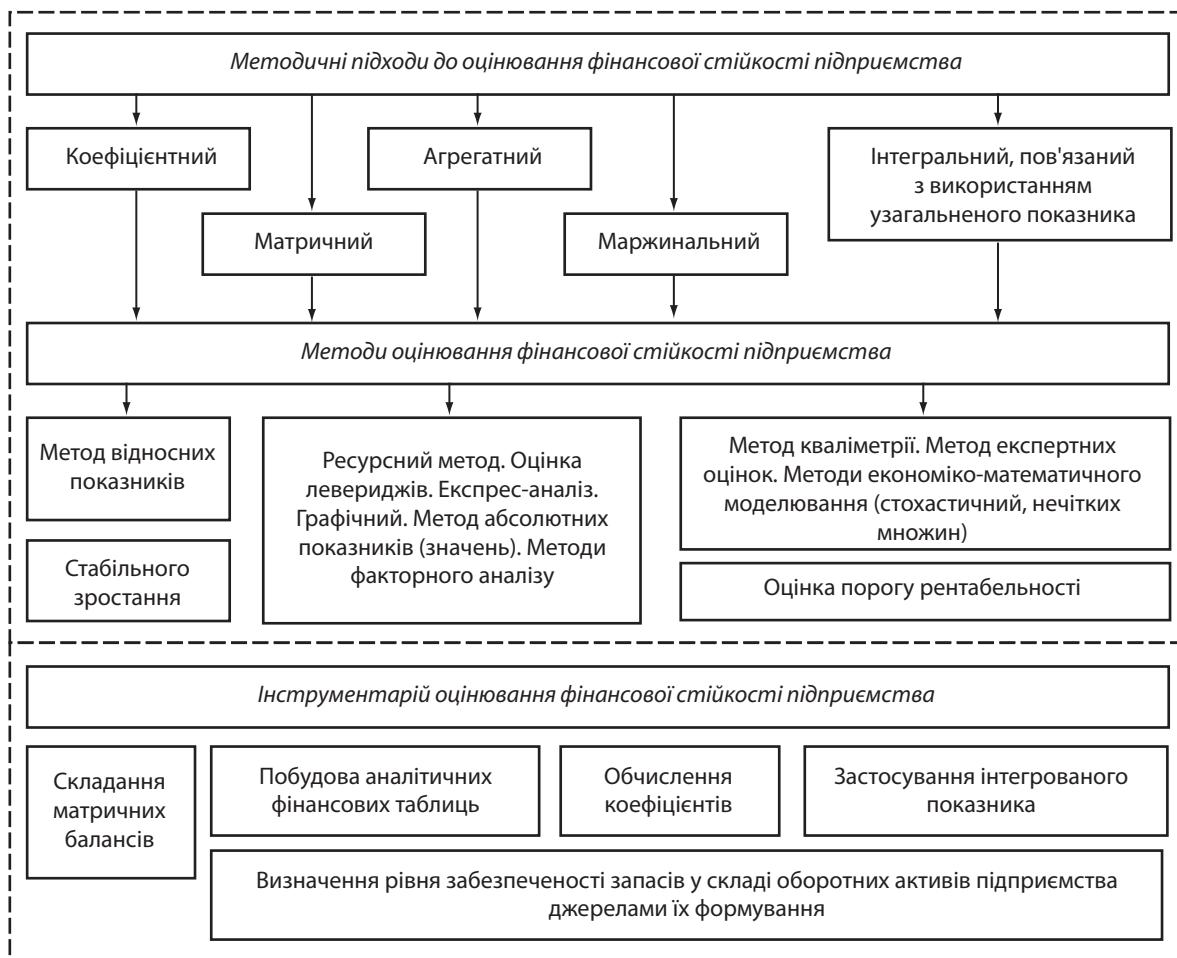 Методичні підходи до оцінювання фінансової стійкості підприємства
Коефіцієнтний
Агрегатний
Інтегральний, пов'язаний
з використанням
узагальненого показника
Матричний
Маржинальний
Методи оцінювання фінансової стійкості підприємства
Метод відносних
показників
Стабільного
зростання
Ресурсний метод. Оцінка
левериджів. Експрес-аналіз.
Графічний. Метод абсолютних
показників (значень). Методи
факторного аналізу
Метод кваліметрії. Метод експертних
оцінок. Методи економіко-математичного
моделювання (стохастичний, нечітких
множин)
Оцінка порогу рентабельності
Інструментарій оцінювання фінансової стійкості підприємства
Складання
матричних
балансів
Побудова аналітичних
фінансових таблиць
Обчислення
коефіцієнтів
Застосування інтегрованого
показника
Визначення рівня забезпеченості запасів у складі оборотних активів підприємства
джерелами їх формування